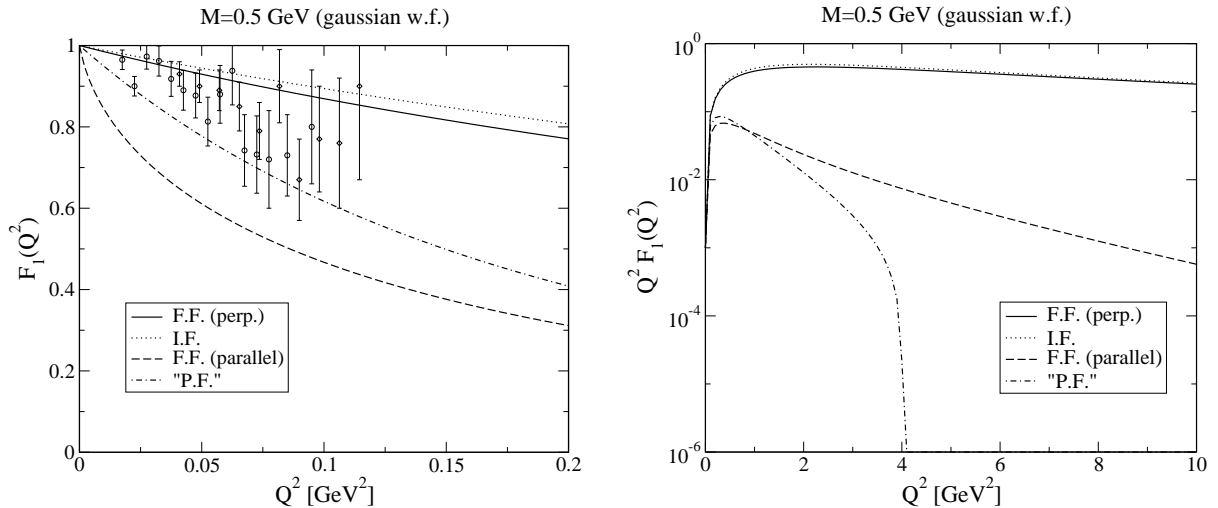 M=0.5 GeV (gaussian w.f.)
1
0.8
0.6
0.4
0.2
0
F₁(Q²)
F.F. (perp.)
I.F.
F.F. (parallel)
"P.F."
0 0.05 0.1 0.15 0.2
Q² [GeV²]
M=0.5 GeV (gaussian w.f.)
10⁰
10⁻²
10⁻⁴
10⁻⁶
Q² F₁(Q²)
F.F. (perp.)
I.F.
F.F. (parallel)
"P.F."
0 2 4 6 8 10
Q² [GeV²]